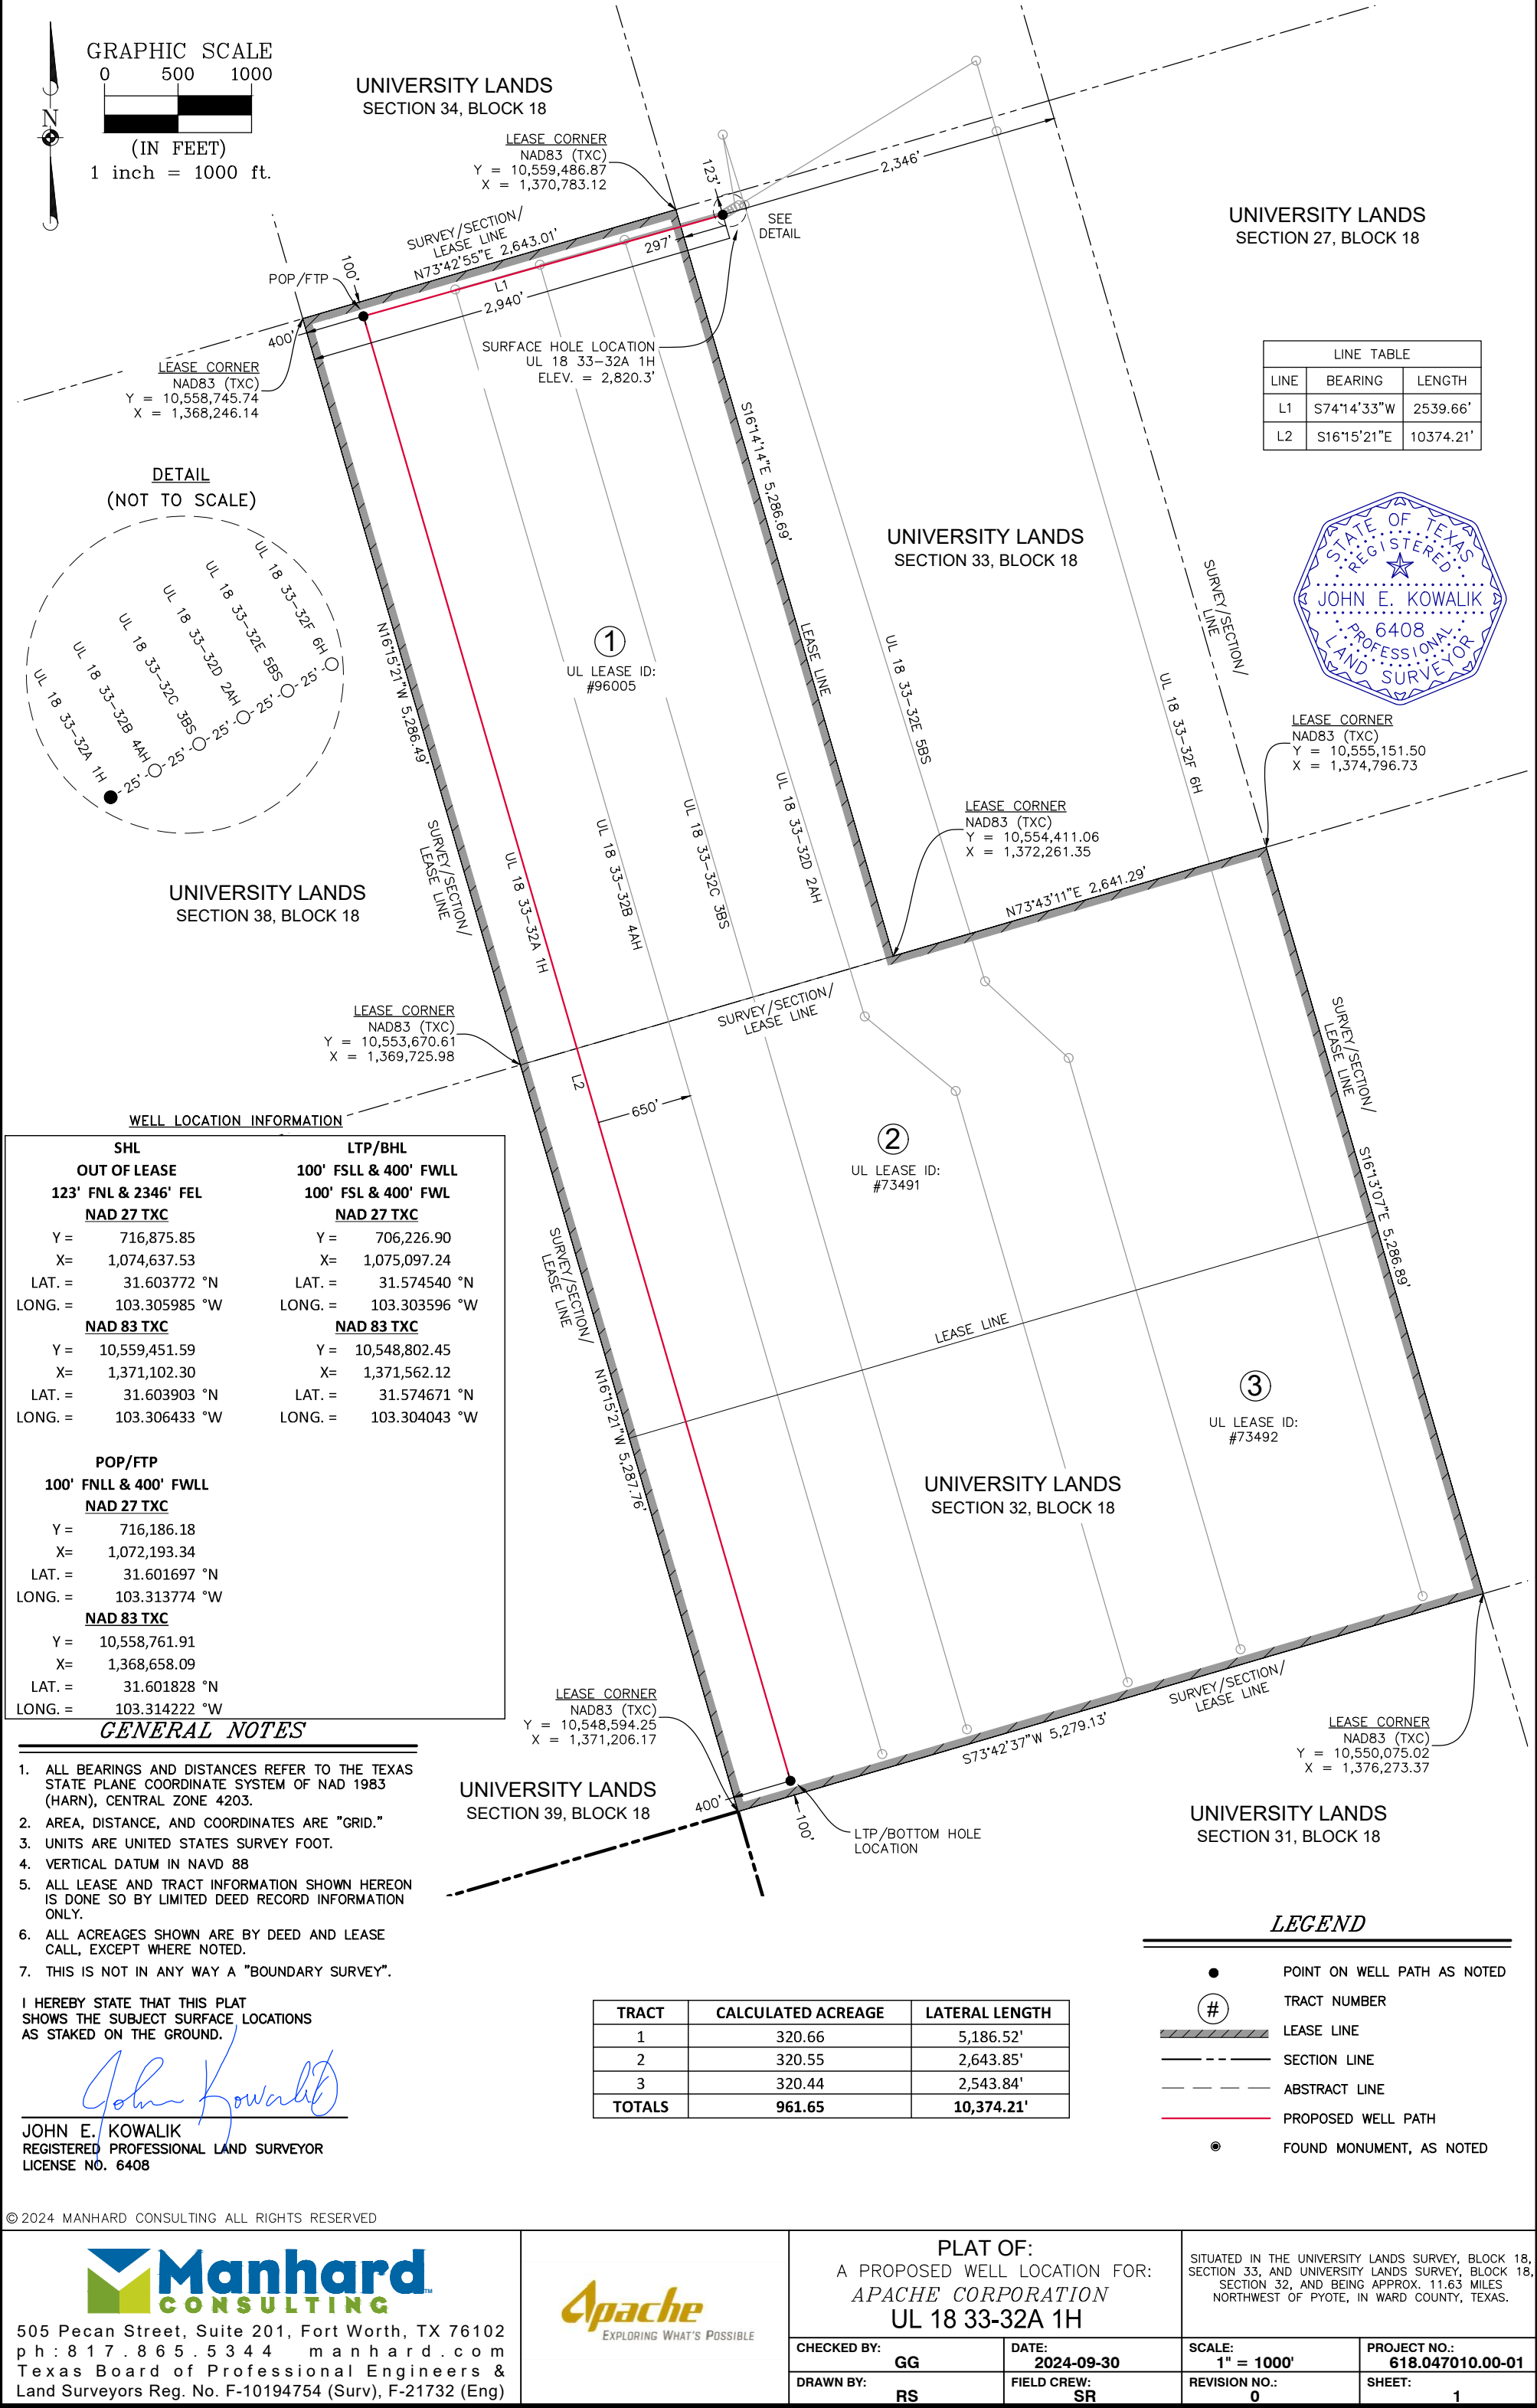 GRAPHIC SCALE
0 500 1000
(IN FEET)
1 inch = 1000 ft.
N
UNIVERSITY LANDS
SECTION 34, BLOCK 18
LEASE CORNER
NAD83 (TXC)
Y = 10,559,486.87
X = 1,370,783.12
123'
2,346'
SEE
DETAIL
UNIVERSITY LANDS
SECTION 27, BLOCK 18
SURVEY/SECTION/
LEASE LINE
N73°42'55"E 2,643.01'
297'
POP/FTP
100'
L1
2,940'
400'
SURFACE HOLE LOCATION
UL 18 33-32A 1H
ELEV. = 2,820.3'
LEASE CORNER
NAD83 (TXC)
Y = 10,558,745.74
X = 1,368,246.14
LINE TABLE
LINE BEARING LENGTH
L1 S74°14'33"W 2539.66'
L2 S16°15'21"E 10374.21'
DETAIL
(NOT TO SCALE)
UL 18 33-32A 1H
UL 18 33-32B 4AH
UL 18 33-32C 3BS
UL 18 33-32D 2AH
UL 18 33-32E 5BS
UL 18 33-32F 6H
25'
25'
25'
25'
25'
S16°14'14"E 5,286.69'
LEASE LINE
UNIVERSITY LANDS
SECTION 33, BLOCK 18
SURVEY/SECTION/
LINE
STATE OF TEXAS
REGISTERED
JOHN E. KOWALIK
6408
PROFESSIONAL
LAND SURVEYOR
1
UL LEASE ID:
#96005
N16°15'21"W 5,286.49'
UL 18 33-32E 5BS
UL 18 33-32F 6H
LEASE CORNER
NAD83 (TXC)
Y = 10,555,151.50
X = 1,374,796.73
UL 18 33-32A 1H
UL 18 33-32B 4AH
UL 18 33-32C 3BS
UL 18 33-32D 2AH
LEASE CORNER
NAD83 (TXC)
Y = 10,554,411.06
X = 1,372,261.35
N73°43'11"E 2,641.29'
SURVEY/SECTION/
LEASE LINE
UNIVERSITY LANDS
SECTION 38, BLOCK 18
LEASE CORNER
NAD83 (TXC)
Y = 10,553,670.61
X = 1,369,725.98
SURVEY/SECTION/
LEASE LINE
L2
650'
SURVEY/SECTION/
LEASE LINE
S16°13'07"E 5,286.89'
2
UL LEASE ID:
#73491
WELL LOCATION INFORMATION
SHL
OUT OF LEASE
123' FNL & 2346' FEL
NAD 27 TXC
Y = 716,875.85
X= 1,074,637.53
LAT. = 31.603772 °N
LONG. = 103.305985 °W
NAD 83 TXC
Y = 10,559,451.59
X= 1,371,102.30
LAT. = 31.603903 °N
LONG. = 103.306433 °W
LTP/BHL
100' FSLL & 400' FWLL
100' FSL & 400' FWL
NAD 27 TXC
Y = 706,226.90
X= 1,075,097.24
LAT. = 31.574540 °N
LONG. = 103.303596 °W
NAD 83 TXC
Y = 10,548,802.45
X= 1,371,562.12
LAT. = 31.574671 °N
LONG. = 103.304043 °W
POP/FTP
100' FNLL & 400' FWLL
NAD 27 TXC
Y = 716,186.18
X= 1,072,193.34
LAT. = 31.601697 °N
LONG. = 103.313774 °W
NAD 83 TXC
Y = 10,558,761.91
X= 1,368,658.09
LAT. = 31.601828 °N
LONG. = 103.314222 °W
SURVEY/SECTION/
LEASE LINE
N16°15'21"W 5,287.76'
LEASE LINE
3
UL LEASE ID:
#73492
UNIVERSITY LANDS
SECTION 32, BLOCK 18
LEASE CORNER
NAD83 (TXC)
Y = 10,548,594.25
X = 1,371,206.17
UNIVERSITY LANDS
SECTION 39, BLOCK 18
400'
100'
LTP/BOTTOM HOLE
LOCATION
S73°42'37"W 5,279.13'
SURVEY/SECTION/
LEASE LINE
LEASE CORNER
NAD83 (TXC)
Y = 10,550,075.02
X = 1,376,273.37
UNIVERSITY LANDS
SECTION 31, BLOCK 18
GENERAL NOTES
1. ALL BEARINGS AND DISTANCES REFER TO THE TEXAS
STATE PLANE COORDINATE SYSTEM OF NAD 1983
(HARN), CENTRAL ZONE 4203.
2. AREA, DISTANCE, AND COORDINATES ARE "GRID."
3. UNITS ARE UNITED STATES SURVEY FOOT.
4. VERTICAL DATUM IN NAVD 88
5. ALL LEASE AND TRACT INFORMATION SHOWN HEREON
IS DONE SO BY LIMITED DEED RECORD INFORMATION
ONLY.
6. ALL ACREAGES SHOWN ARE BY DEED AND LEASE
CALL, EXCEPT WHERE NOTED.
7. THIS IS NOT IN ANY WAY A "BOUNDARY SURVEY".
I HEREBY STATE THAT THIS PLAT
SHOWS THE SUBJECT SURFACE LOCATIONS
AS STAKED ON THE GROUND.
John Kowalik
JOHN E. KOWALIK
REGISTERED PROFESSIONAL LAND SURVEYOR
LICENSE NO. 6408
TRACT CALCULATED ACREAGE LATERAL LENGTH
1 320.66 5,186.52'
2 320.55 2,643.85'
3 320.44 2,543.84'
TOTALS 961.65 10,374.21'
LEGEND
POINT ON WELL PATH AS NOTED
# TRACT NUMBER
LEASE LINE
SECTION LINE
ABSTRACT LINE
PROPOSED WELL PATH
FOUND MONUMENT, AS NOTED
© 2024 MANHARD CONSULTING ALL RIGHTS RESERVED
Manhard™
CONSULTING
505 Pecan Street, Suite 201, Fort Worth, TX 76102
ph:817.865.5344 manhard.com
Texas Board of Professional Engineers &
Land Surveyors Reg. No. F-10194754 (Surv), F-21732 (Eng)
Apache
EXPLORING WHAT'S POSSIBLE
PLAT OF:
A PROPOSED WELL LOCATION FOR:
APACHE CORPORATION
UL 18 33-32A 1H
SITUATED IN THE UNIVERSITY LANDS SURVEY, BLOCK 18,
SECTION 33, AND UNIVERSITY LANDS SURVEY, BLOCK 18,
SECTION 32, AND BEING APPROX. 11.63 MILES
NORTHWEST OF PYOTE, IN WARD COUNTY, TEXAS.
CHECKED BY: GG
DATE: 2024-09-30
SCALE: 1" = 1000'
PROJECT NO.: 618.047010.00-01
DRAWN BY: RS
FIELD CREW: SR
REVISION NO.: 0
SHEET: 1